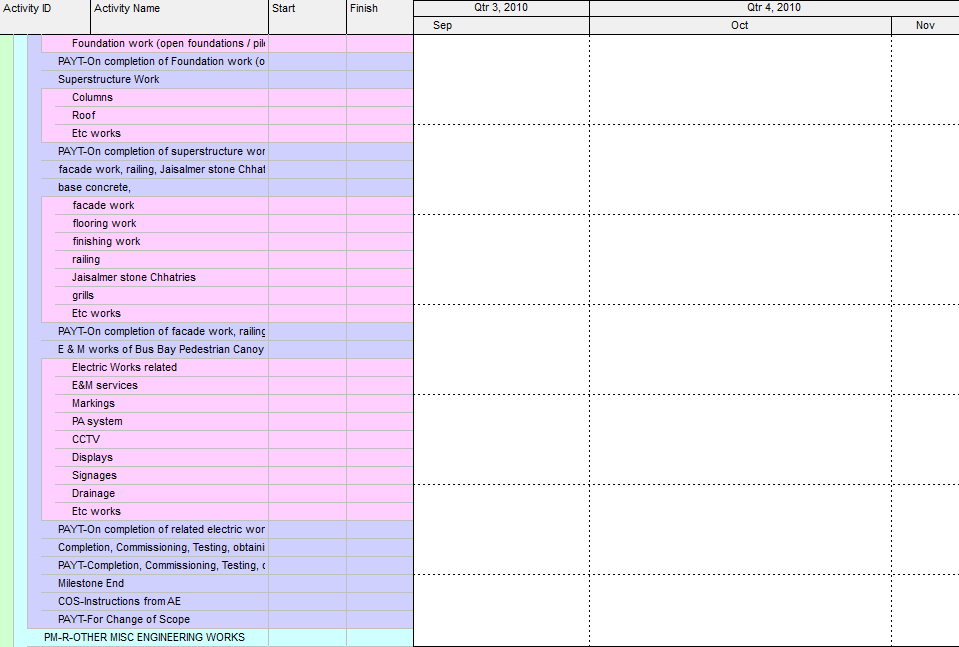 Activity ID Activity Name Start Finish Qtr 3, 2010 Qtr 4, 2010
Sep Oct Nov
Foundation work (open foundations / pil
PAYT-On completion of Foundation work (o
Superstructure Work
Columns
Roof
Etc works
PAYT-On completion of superstructure wor
facade work, railing, Jaisalmer stone Chhat
base concrete,
facade work
flooring work
finishing work
railing
Jaisalmer stone Chhatries
grills
Etc works
PAYT-On completion of facade work, railing
E & M works of Bus Bay Pedestrian Canoy
Electric Works related
E&M services
Markings
PA system
CCTV
Displays
Signages
Drainage
Etc works
PAYT-On completion of related electric wor
Completion, Commissioning, Testing, obtaini
PAYT-Completion, Commissioning, Testing, o
Milestone End
COS-Instructions from AE
PAYT-For Change of Scope
PM-R-OTHER MISC ENGINEERING WORKS